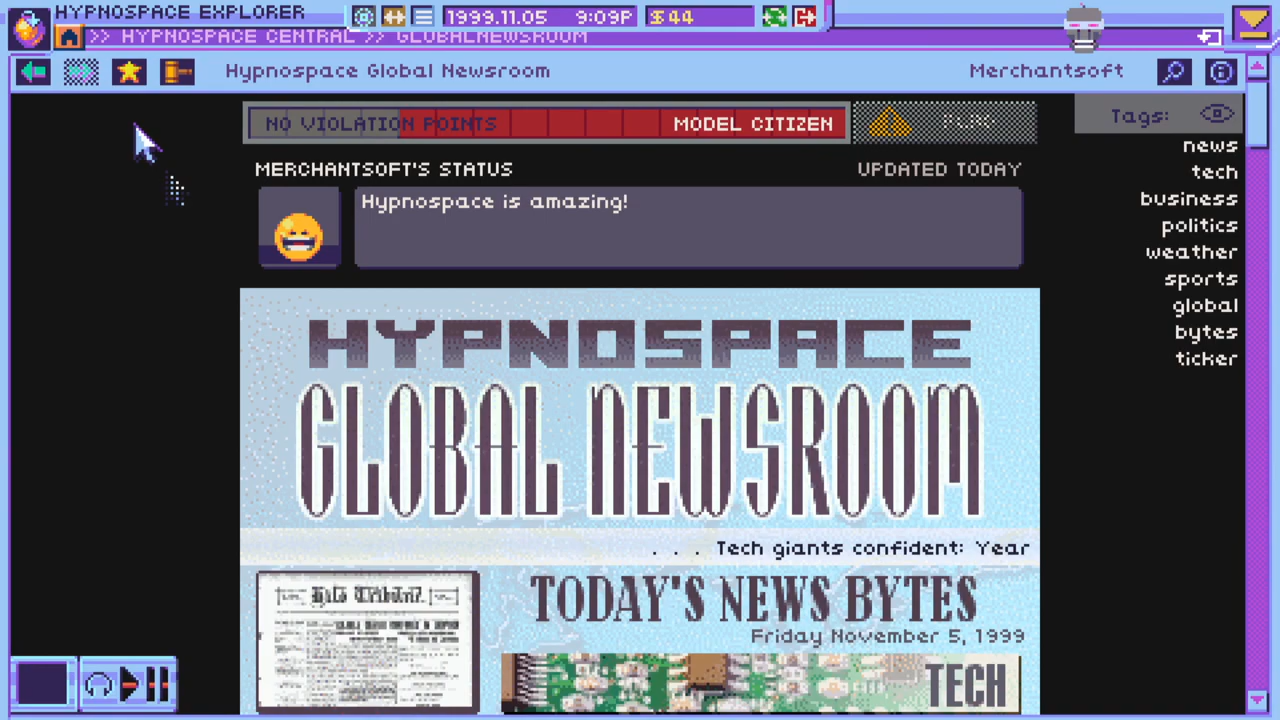 HYPNOSPACE EXPLORER
1999.11.05 9:09P
44
>> HYPNOSPACE CENTRAL >> GLOBALNEWSROOM
Hypnospace Global Newsroom
Merchantsoft
NO VIOLATION POINTS
MODEL CITIZEN
Tags:
news
tech
business
politics
weather
sports
global
bytes
ticker
MERCHANTSOFT'S STATUS
UPDATED TODAY
Hypnospace is amazing!
HYPNOSPACE
GLOBAL NEWSROOM
. . . Tech giants confident: Year
TODAY'S NEWS BYTES
Friday November 5, 1999
TECH